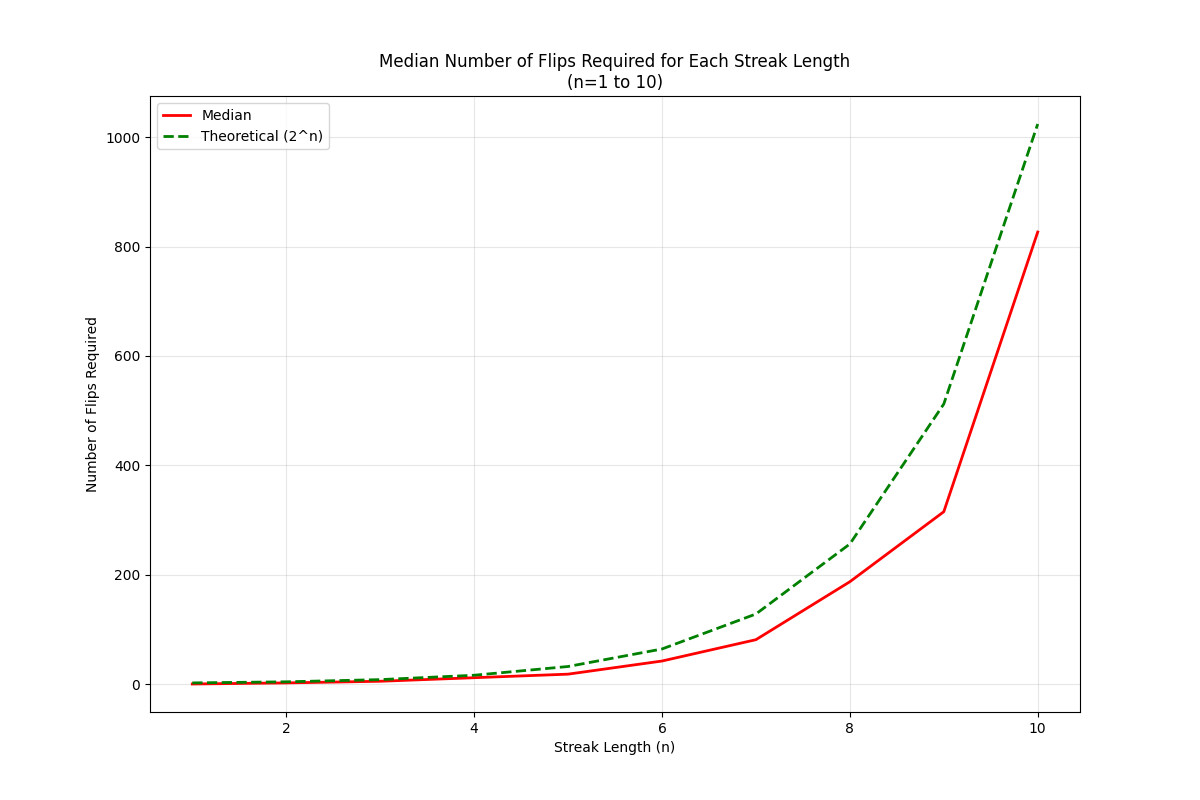 Median Number of Flips Required for Each Streak Length
(n=1 to 10)
Median
Theoretical (2^n)
1000
800
600
400
200
0
Number of Flips Required
2
4
6
8
10
Streak Length (n)